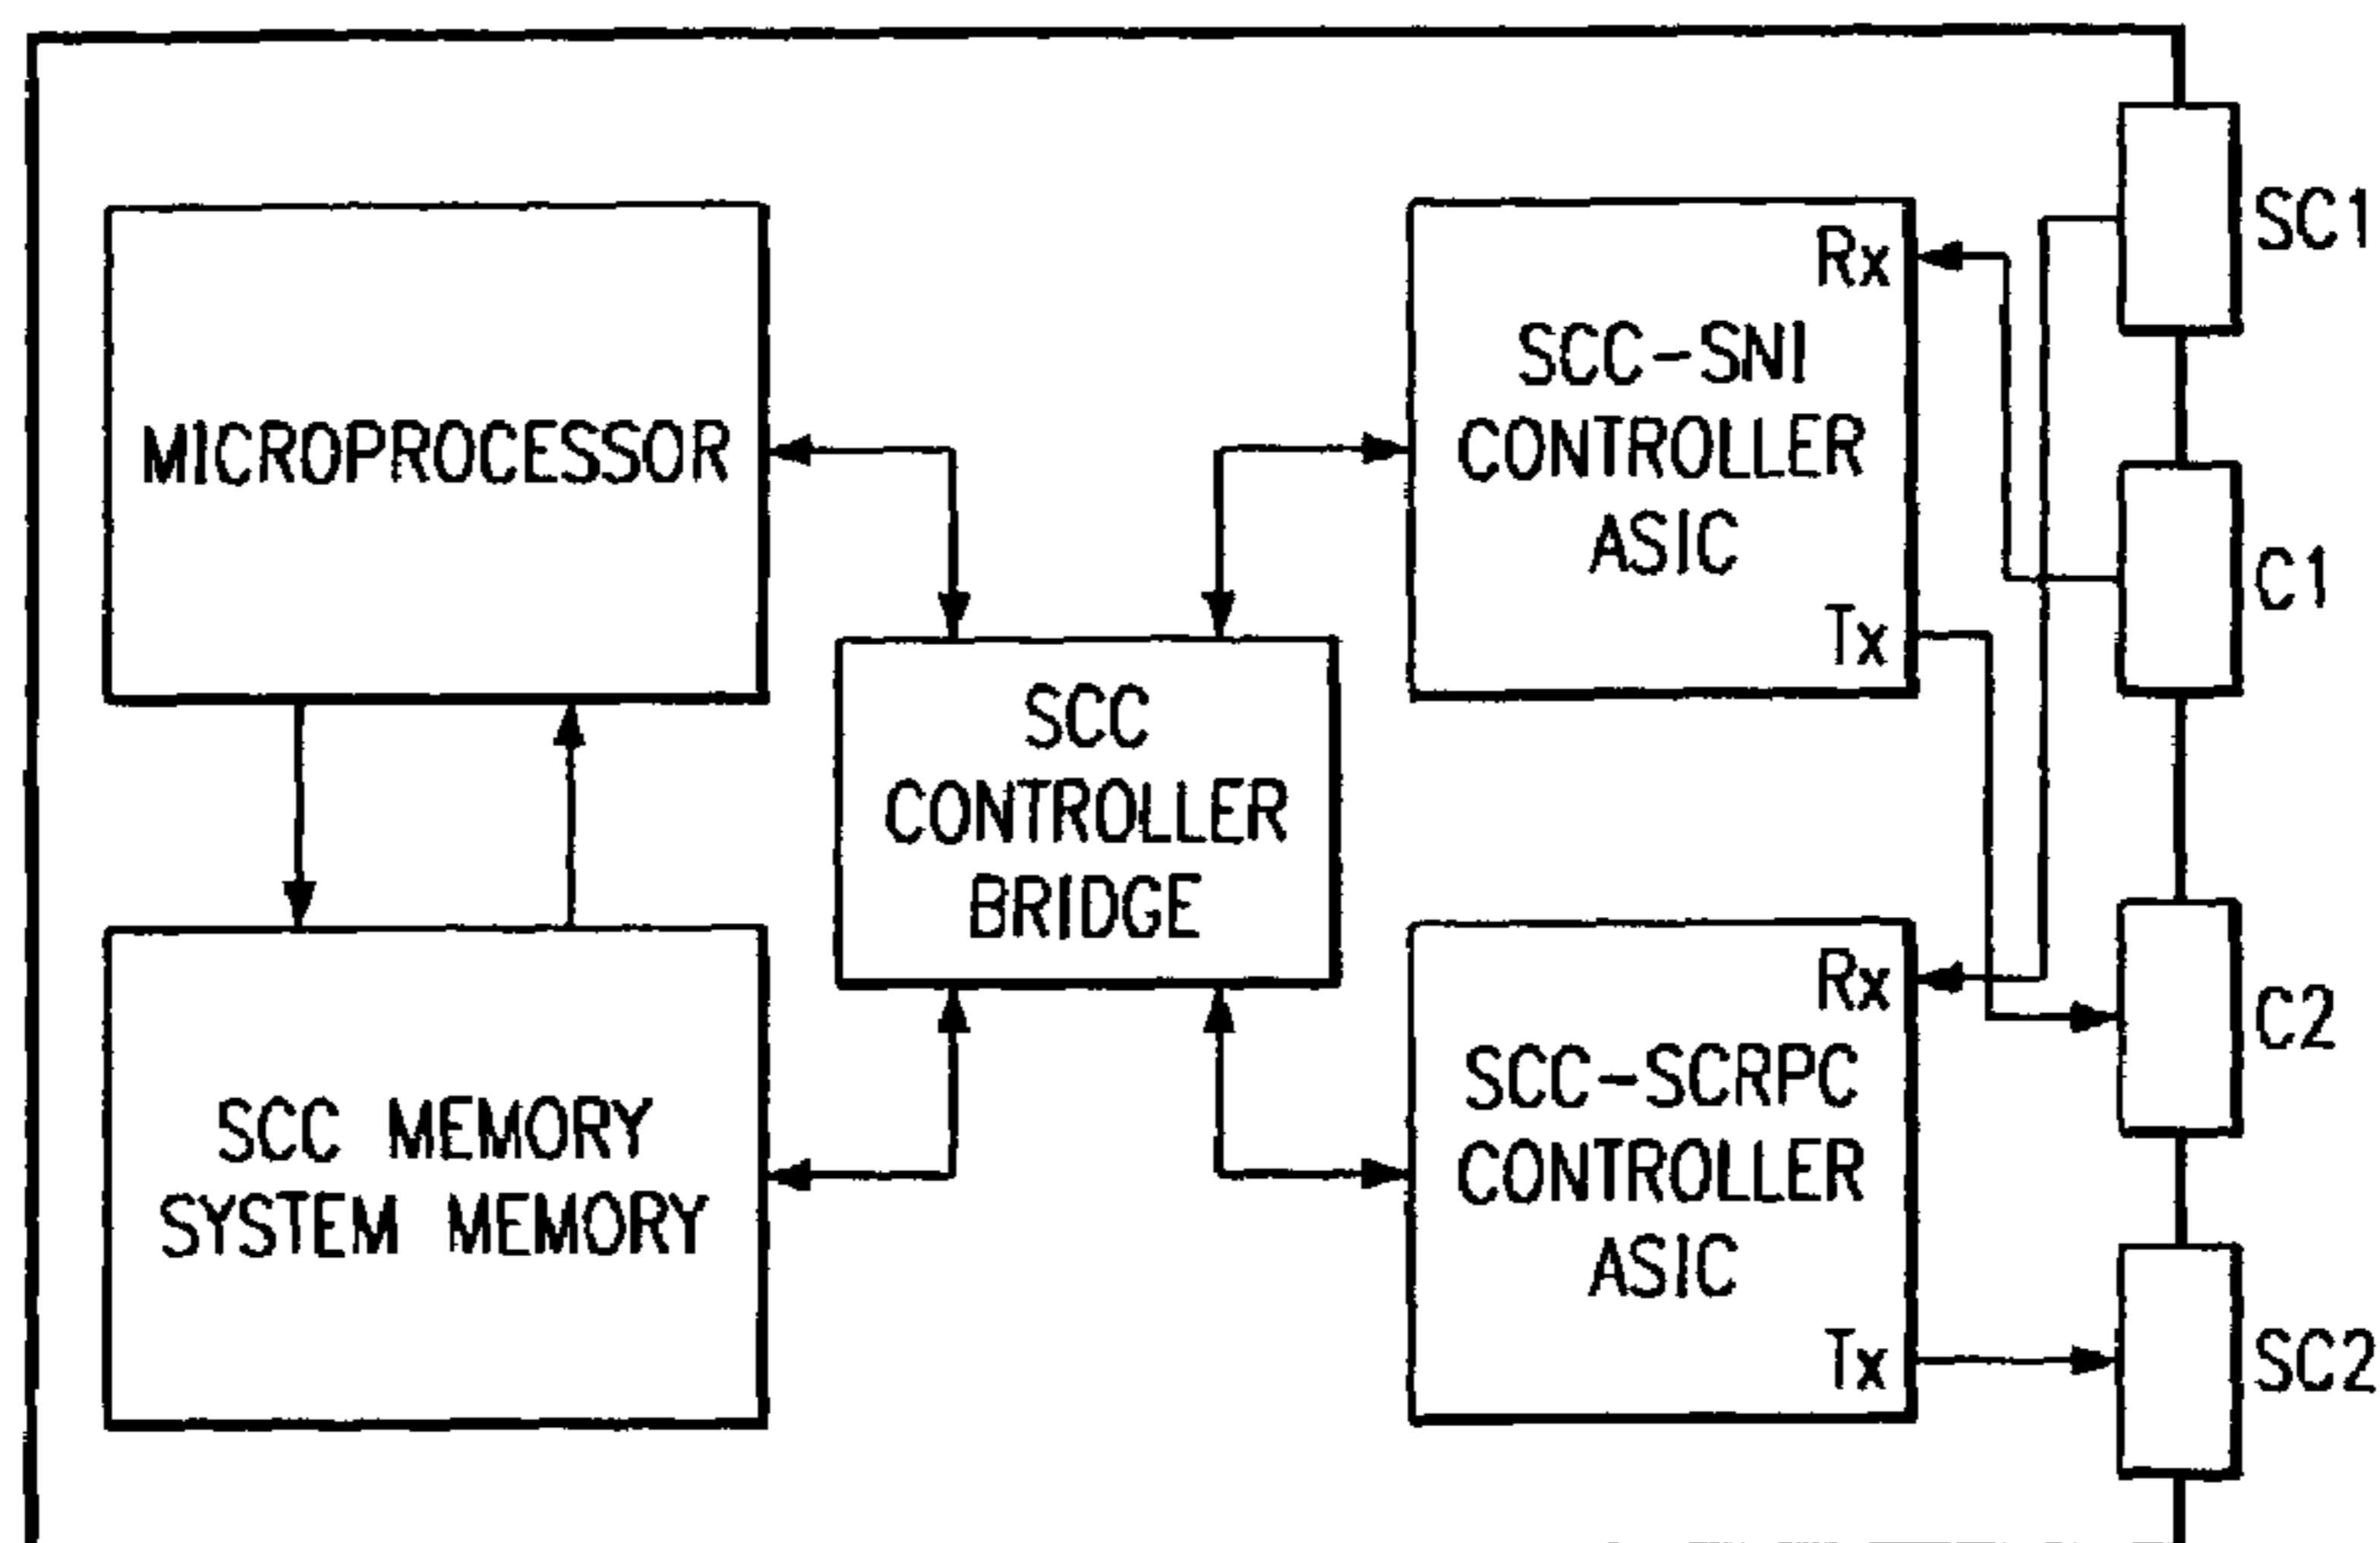 MICROPROCESSOR
SCC MEMORY
SYSTEM MEMORY
SCC
CONTROLLER
BRIDGE
Rx
SCC-SNI
CONTROLLER
ASIC
Tx
Rx
SCC-SCRPC
CONTROLLER
ASIC
Tx
SC1
C1
C2
SC2